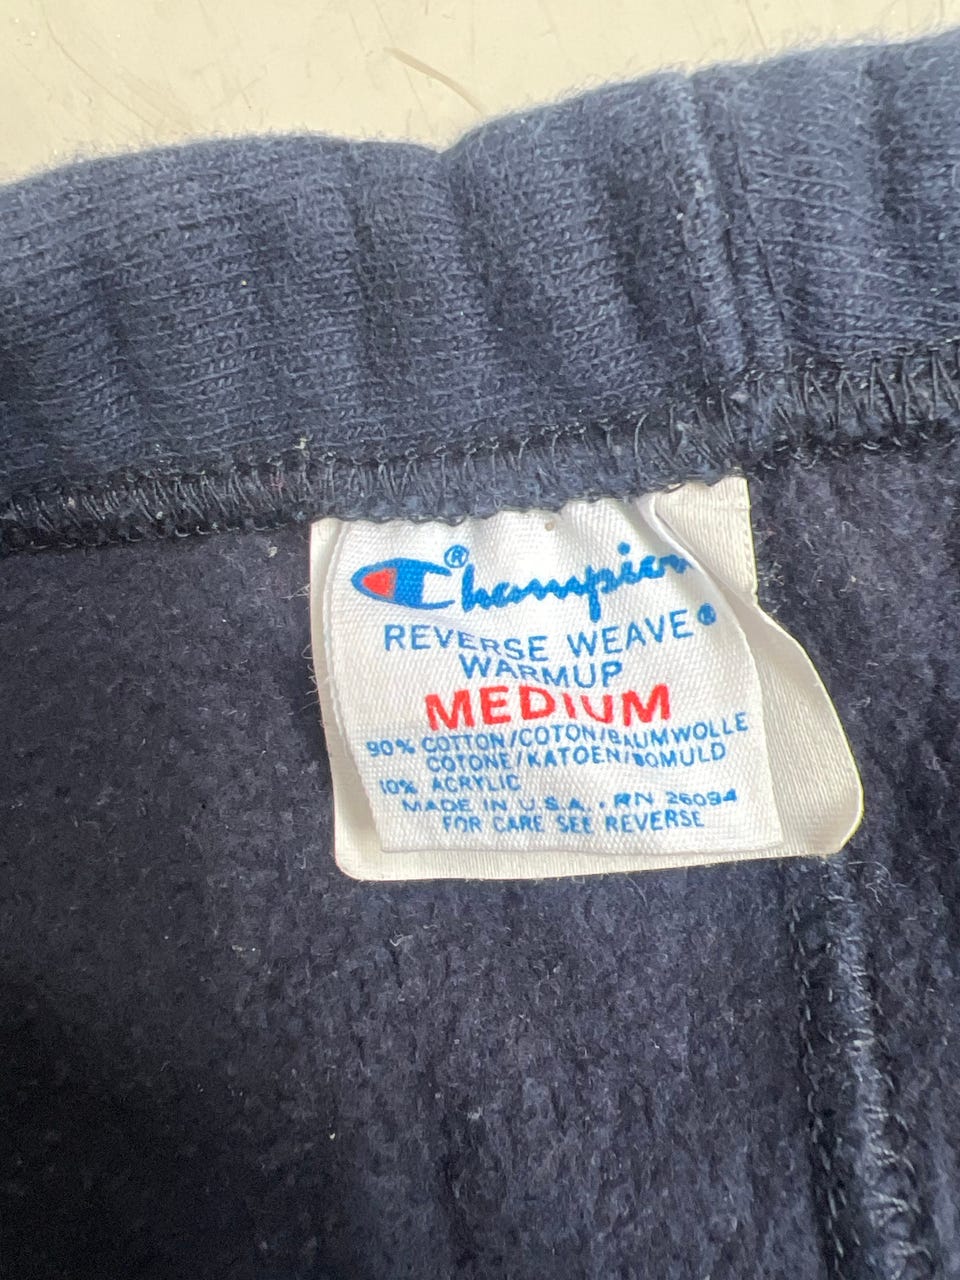 Champion®
REVERSE WEAVE®
WARMUP
MEDIUM
90% COTTON/COTON/BAUMWOLLE
COTONE/KATOEN/BOMULD
10% ACRYLIC
MADE IN U.S.A. • RN 26094
FOR CARE SEE REVERSE